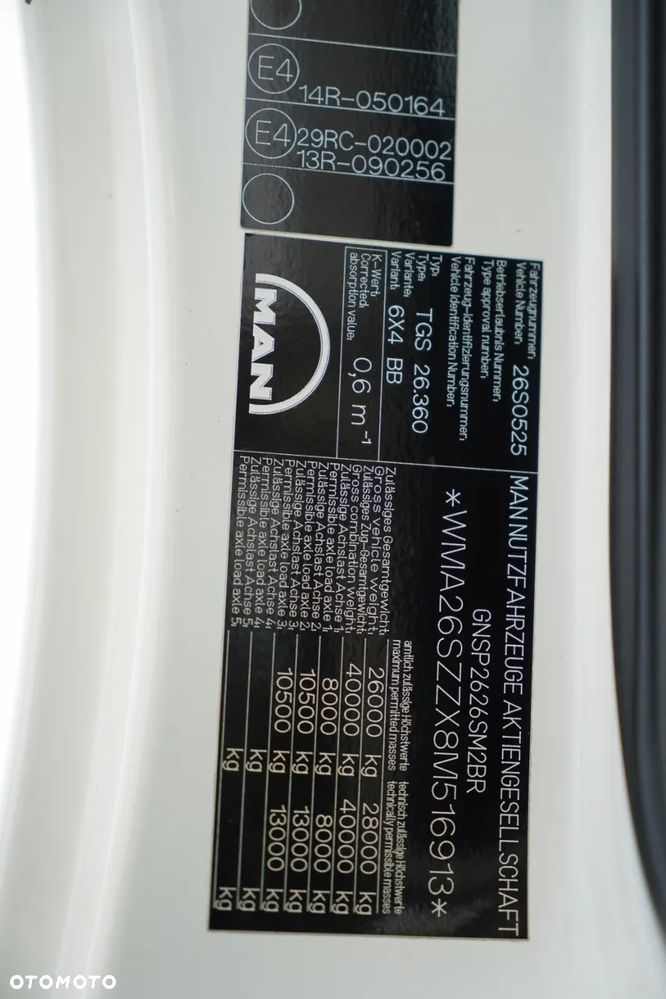 E4
14R-050164
E4
29RC-020002
13R-090256
Fahrzeugnummer:
Vehicle Number: 26S0525 MAN NUTZFAHRZEUGE AKTIENGESELLSCHAFT
Betriebserlaubnis Nummer:
Type approval number: GNSP2626SM2BR
Fahrzeug-Identifizierungsnummer:
Vehicle Identification Number: *WMA26SZZX8M516913*
Typ:
Type: TGS 26.360
Variante:
Variant: 6X4 BB
K-Wert:
Corrected
absorption value: 0,6 m⁻¹
MAN
amtlich zulässige Höchstwerte
maximum permitted masses
technisch zulässige Höchstwerte
technically permissible masses
Zulässiges Gesamtgewicht:
Gross vehicle weight: 26000 kg 28000 kg
Zulässiges Zug-Gesamtgewicht:
Gross combination weight: 40000 kg 40000 kg
Zulässige Achslast Achse 1:
Permissible axle load axle 1: 8000 kg 8000 kg
Zulässige Achslast Achse 2:
Permissible axle load axle 2: 10500 kg 13000 kg
Zulässige Achslast Achse 3:
Permissible axle load axle 3: 10500 kg 13000 kg
Zulässige Achslast Achse 4:
Permissible axle load axle 4: kg kg
Zulässige Achslast Achse 5:
Permissible axle load axle 5: kg kg
OTOMOTO